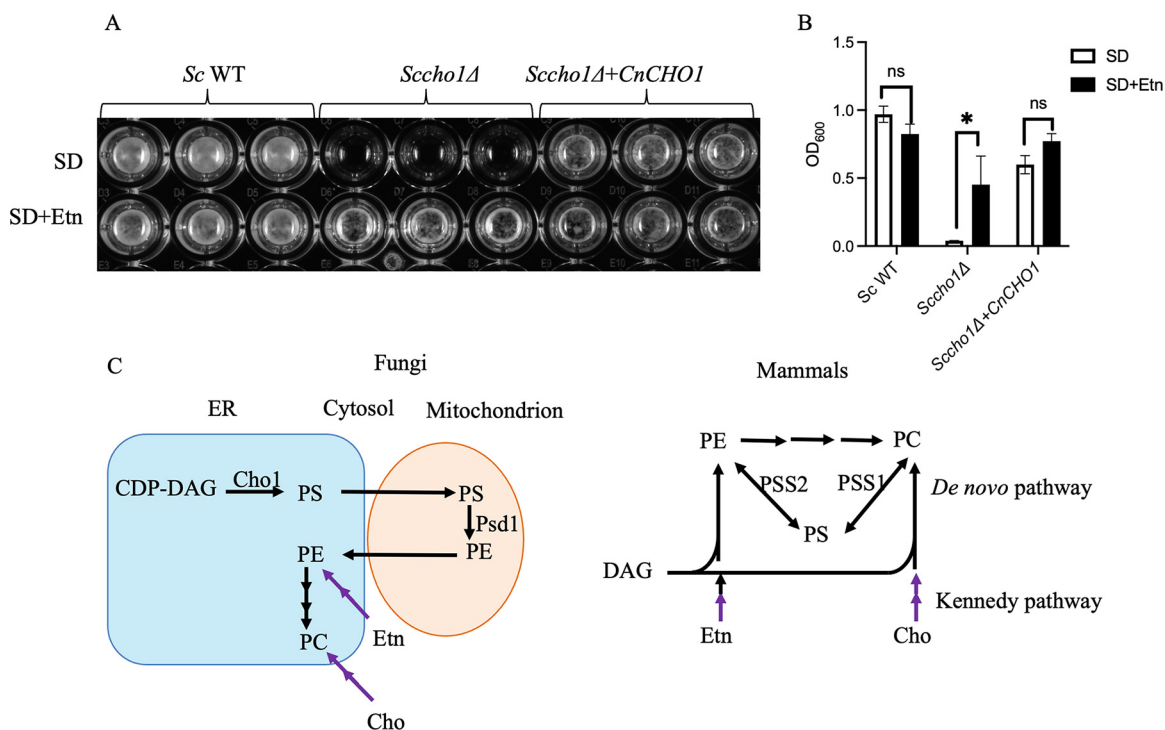 A
Sc WT
Sccho1Δ
Sccho1Δ+CnCHO1
SD
SD+Etn
B
1.5
1.0
0.5
0.0
OD600
ns
*
ns
SD
SD+Etn
Sc WT
Sccho1Δ
Sccho1Δ+CnCHO1
C
Fungi
ER
Cytosol
Mitochondrion
CDP-DAG
Cho1
PS
PS
Psd1
PE
PE
PC
Etn
Cho
Mammals
PE
PC
PSS2
PSS1
De novo pathway
PS
DAG
Kennedy pathway
Etn
Cho